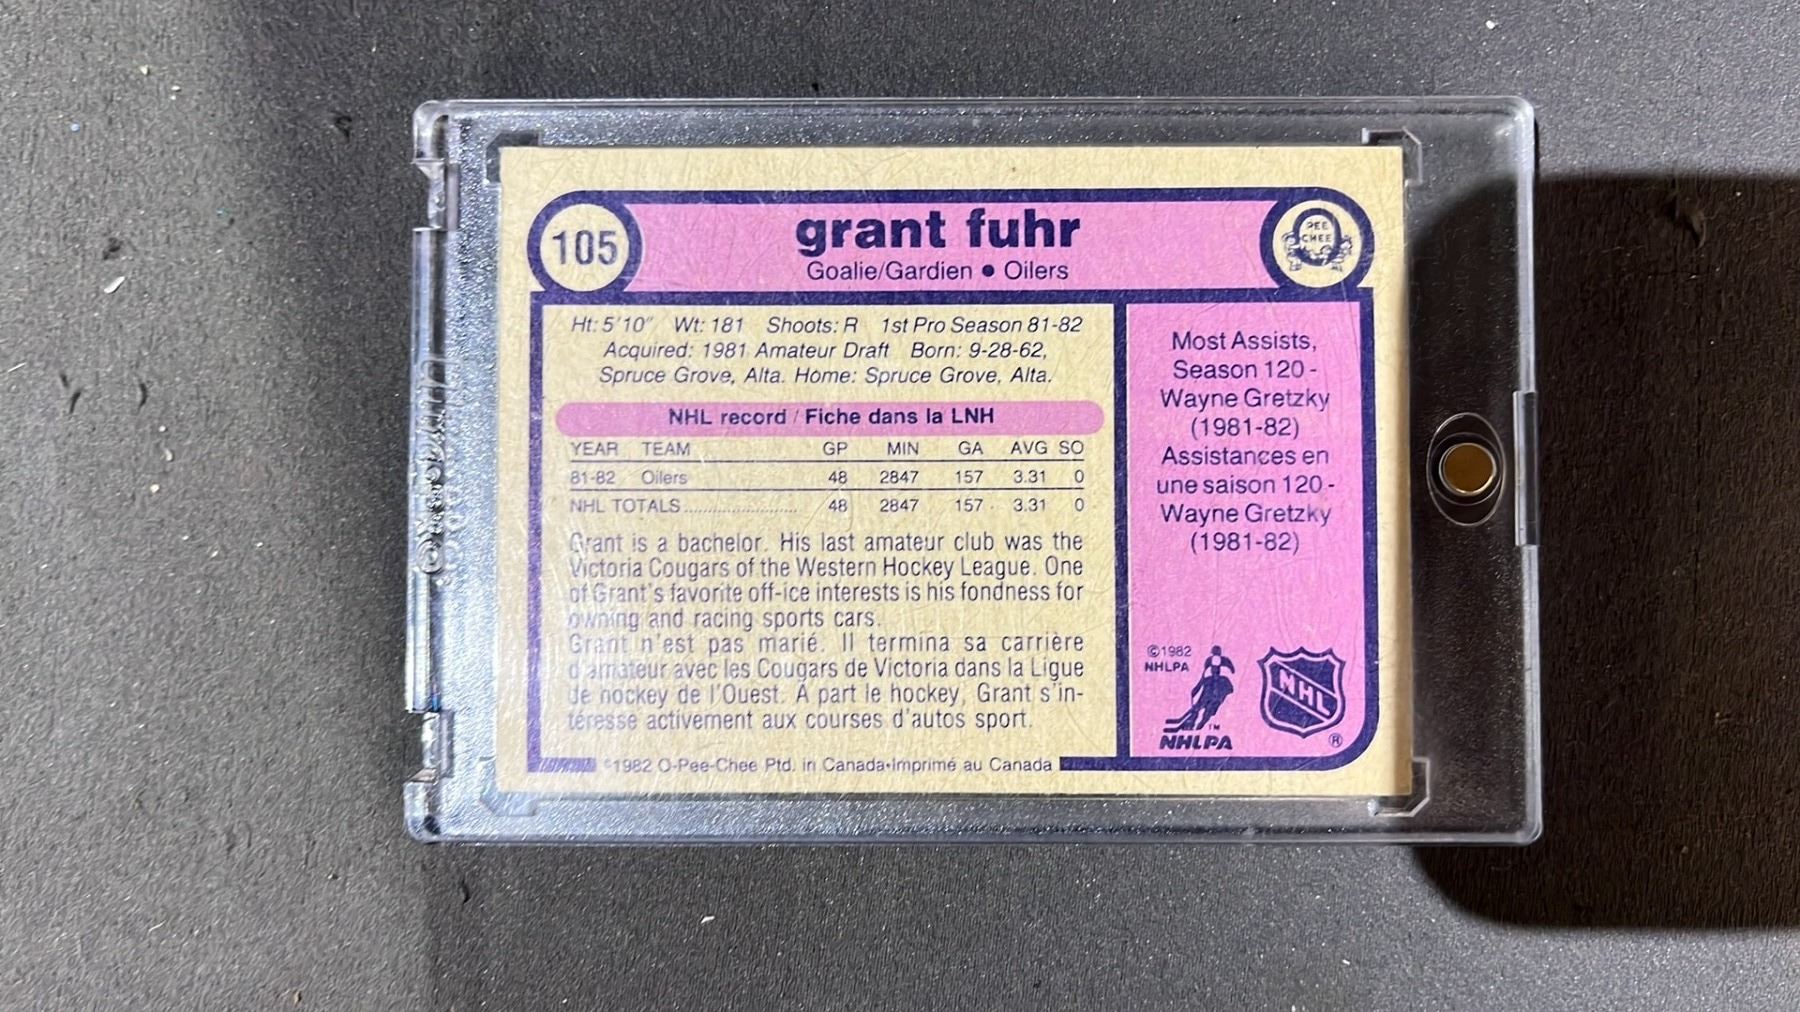 105
grant fuhr
Goalie/Gardien • Oilers
PEE
CHEE
Ht: 5'10" Wt: 181 Shoots: R 1st Pro Season 81-82
Acquired: 1981 Amateur Draft Born: 9-28-62,
Spruce Grove, Alta. Home: Spruce Grove, Alta.
NHL record / Fiche dans la LNH
YEAR TEAM GP MIN GA AVG SO
81-82 Oilers 48 2847 157 3.31 0
NHL TOTALS........................ 48 2847 157 3.31 0
Grant is a bachelor. His last amateur club was the
Victoria Cougars of the Western Hockey League. One
of Grant's favorite off-ice interests is his fondness for
owning and racing sports cars.
Grant n'est pas marié. Il termina sa carrière
d'amateur avec les Cougars de Victoria dans la Ligue
de hockey de l'Ouest. À part le hockey, Grant s'in-
téresse activement aux courses d'autos sport.
©1982 O-Pee-Chee Ptd. in Canada•Imprimé au Canada
Most Assists,
Season 120 -
Wayne Gretzky
(1981-82)
Assistances en
une saison 120 -
Wayne Gretzky
(1981-82)
©1982
NHLPA
TM
NHLPA
NHL
®